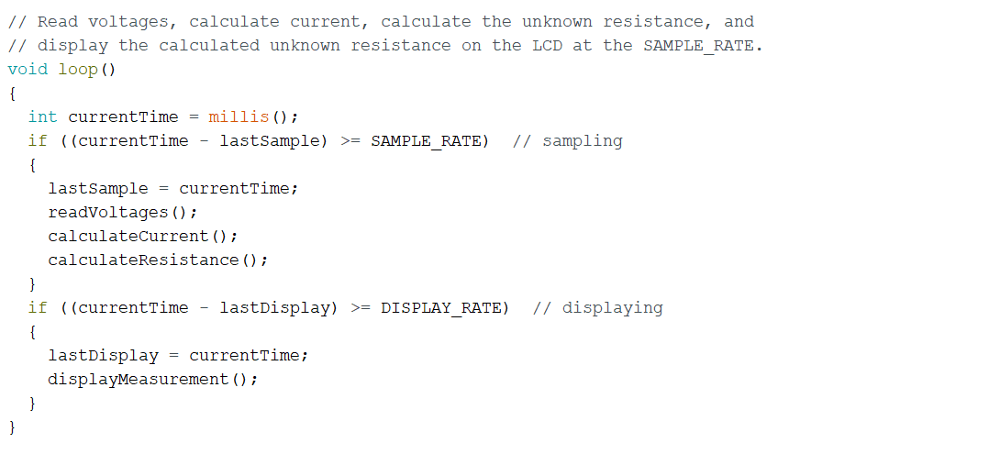 // Read voltages, calculate current, calculate the unknown resistance, and
// display the calculated unknown resistance on the LCD at the SAMPLE_RATE.
void loop()
{
  int currentTime = millis();
  if ((currentTime - lastSample) >= SAMPLE_RATE)  // sampling
  {
    lastSample = currentTime;
    readVoltages();
    calculateCurrent();
    calculateResistance();
  }
  if ((currentTime - lastDisplay) >= DISPLAY_RATE)  // displaying
  {
    lastDisplay = currentTime;
    displayMeasurement();
  }
}